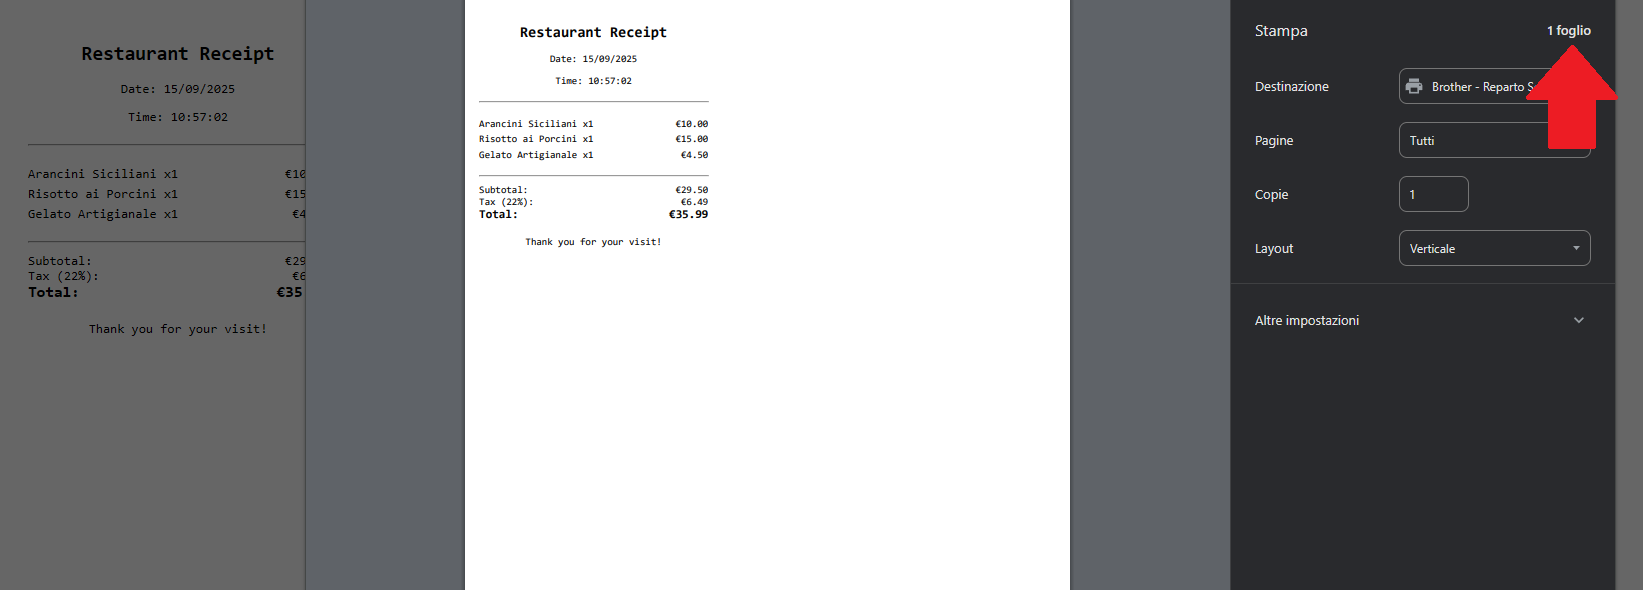 Restaurant Receipt
Date: 15/09/2025
Time: 10:57:02
Arancini Siciliani x1 €10
Risotto ai Porcini x1 €15
Gelato Artigianale x1 €4
Subtotal: €29
Tax (22%): €6
Total: €35
Thank you for your visit!
Restaurant Receipt
Date: 15/09/2025
Time: 10:57:02
Arancini Siciliani x1 €10.00
Risotto ai Porcini x1 €15.00
Gelato Artigianale x1 €4.50
Subtotal: €29.50
Tax (22%): €6.49
Total: €35.99
Thank you for your visit!
Stampa 1 foglio
Destinazione Brother - Reparto
Pagine Tutti
Copie 1
Layout Verticale
Altre impostazioni